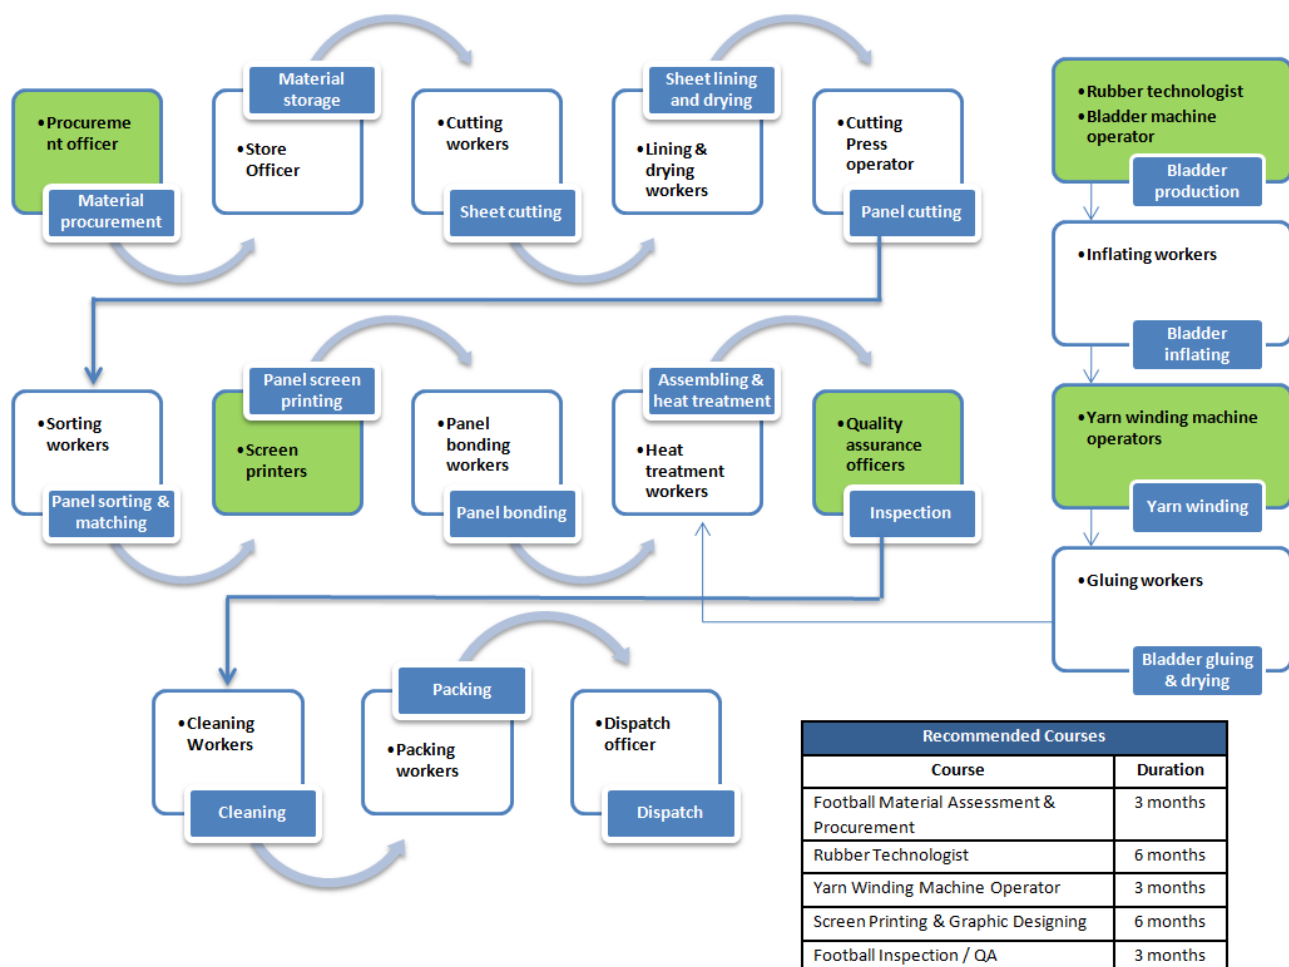 Material
storage
Sheet lining
and drying
•Procureme
nt officer
Material
procurement
•Store
Officer
•Cutting
workers
Sheet cutting
•Lining &
drying
workers
•Cutting
Press
operator
Panel cutting
•Rubber technologist
•Bladder machine
operator
Bladder
production
•Inflating workers
Bladder
inflating
•Yarn winding machine
operators
Yarn winding
•Gluing workers
Bladder gluing
& drying
•Sorting
workers
Panel sorting &
matching
Panel screen
printing
•Screen
printers
•Panel
bonding
workers
Panel bonding
Assembling &
heat treatment
•Heat
treatment
workers
•Quality
assurance
officers
Inspection
•Cleaning
Workers
Cleaning
Packing
•Packing
workers
•Dispatch
officer
Dispatch
Recommended Courses
Course Duration
Football Material Assessment & 3 months
Procurement
Rubber Technologist 6 months
Yarn Winding Machine Operator 3 months
Screen Printing & Graphic Designing 6 months
Football Inspection / QA 3 months